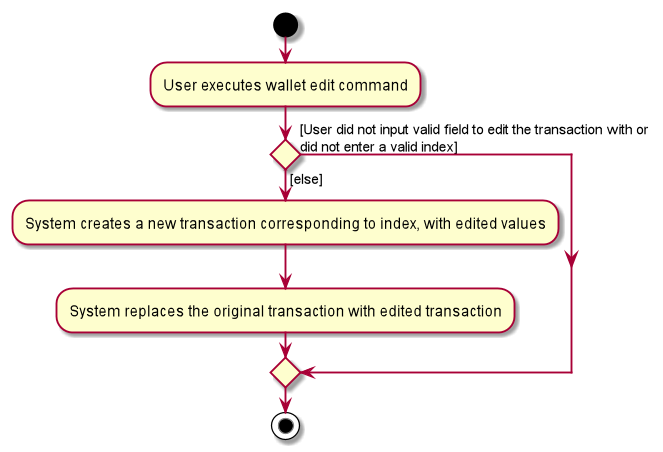 User executes wallet edit command
[User did not input valid field to edit the transaction with or
did not enter a valid index]
[else]
System creates a new transaction corresponding to index, with edited values
System replaces the original transaction with edited transaction